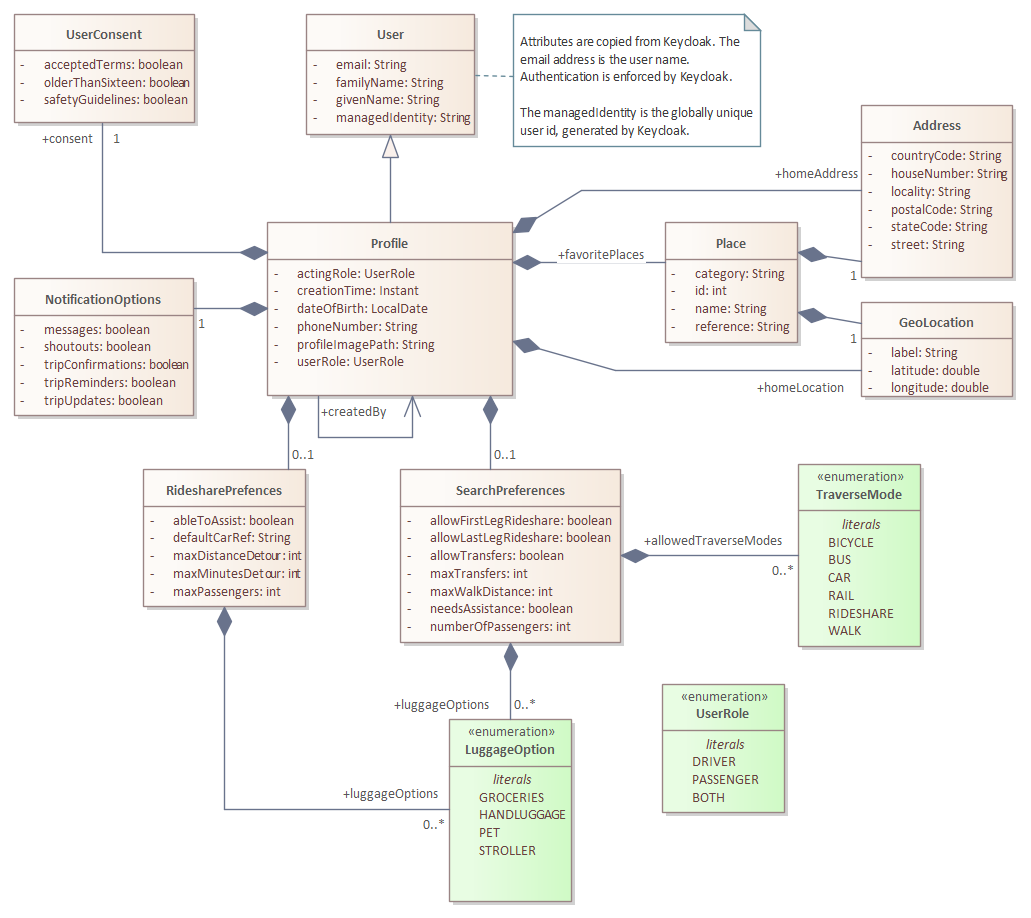 UserConsent
- acceptedTerms: boolean
- olderThanSixteen: boolean
- safetyGuidelines: boolean
User
- email: String
- familyName: String
- givenName: String
- managedIdentity: String
Attributes are copied from Keycloak. The
email address is the user name.
Authentication is enforced by Keycloak.
The managedIdentity is the globally unique
user id, generated by Keycloak.
Address
- countryCode: String
- houseNumber: String
- locality: String
- postalCode: String
- stateCode: String
- street: String
+consent 1
+homeAddress
Profile
- actingRole: UserRole
- creationTime: Instant
- dateOfBirth: LocalDate
- phoneNumber: String
- profileImagePath: String
- userRole: UserRole
+favoritePlaces
Place
- category: String
- id: int
- name: String
- reference: String
1
1
NotificationOptions
- messages: boolean
- shoutouts: boolean
- tripConfirmations: boolean
- tripReminders: boolean
- tripUpdates: boolean
1
GeoLocation
- label: String
- latitude: double
- longitude: double
+homeLocation
+createdBy
0..1
0..1
RidesharePrefences
- ableToAssist: boolean
- defaultCarRef: String
- maxDistanceDetour: int
- maxMinutesDetour: int
- maxPassengers: int
SearchPreferences
- allowFirstLegRideshare: boolean
- allowLastLegRideshare: boolean
- allowTransfers: boolean
- maxTransfers: int
- maxWalkDistance: int
- needsAssistance: boolean
- numberOfPassengers: int
+allowedTraverseModes
0..*
«enumeration»
TraverseMode
literals
BICYCLE
BUS
CAR
RAIL
RIDESHARE
WALK
+luggageOptions 0..*
«enumeration»
LuggageOption
literals
GROCERIES
HANDLUGGAGE
PET
STROLLER
+luggageOptions
0..*
«enumeration»
UserRole
literals
DRIVER
PASSENGER
BOTH